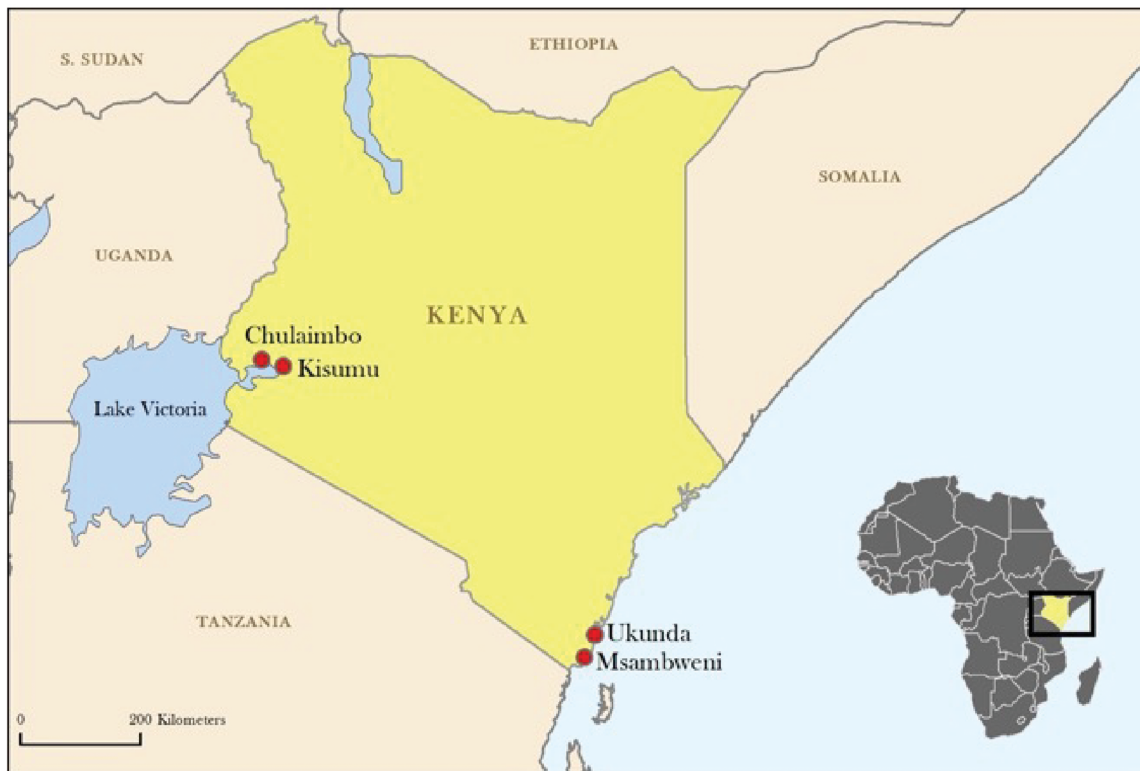 ETHIOPIA
S. SUDAN
SOMALIA
UGANDA
KENYA
Chulaimbo
Kisumu
Lake Victoria
TANZANIA
Ukunda
Msambweni
0 200 Kilometers